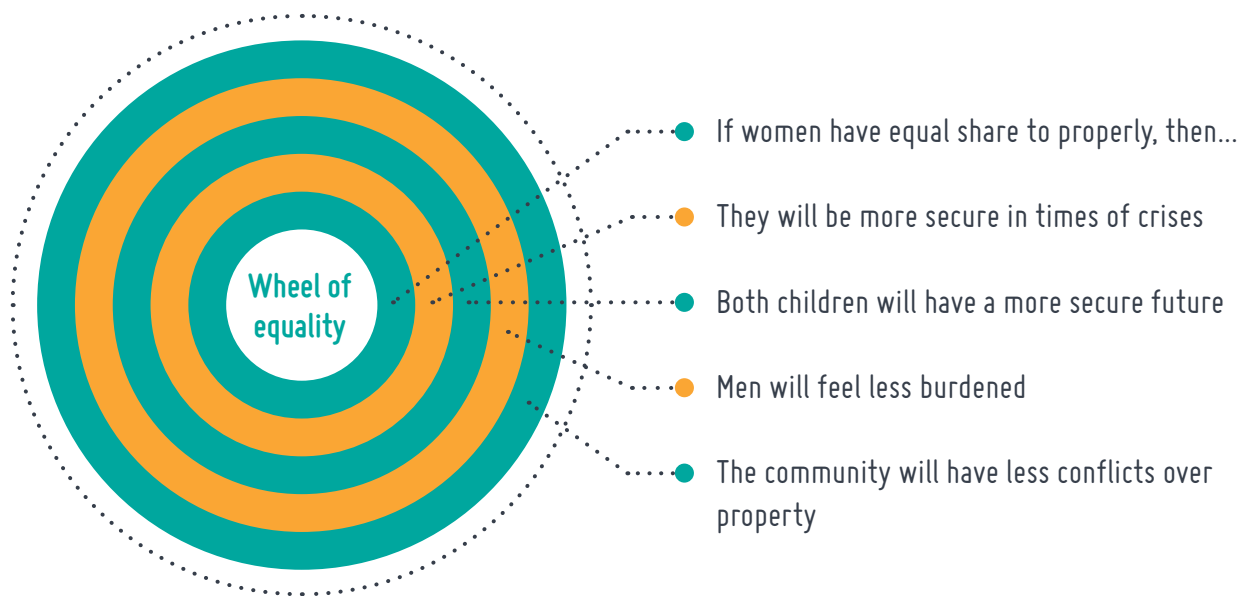 Wheel of
equality
If women have equal share to properly, then...
They will be more secure in times of crises
Both children will have a more secure future
Men will feel less burdened
The community will have less conflicts over
property